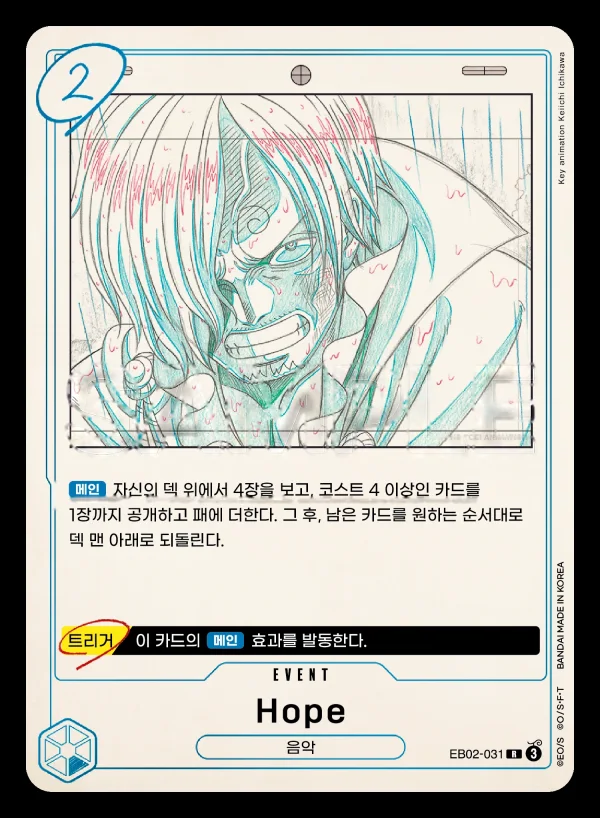 2
Key animation Keiichi Ichikawa
메인 자신의 덱 위에서 4장을 보고, 코스트 4 이상인 카드를
1장까지 공개하고 패에 더한다. 그 후, 남은 카드를 원하는 순서대로
덱 맨 아래로 되돌린다.
트리거 이 카드의 메인 효과를 발동한다.
EVENT
Hope
음악
EB02-031 R 3
©EO/S ©O/S·F·T BANDAI MADE IN KOREA